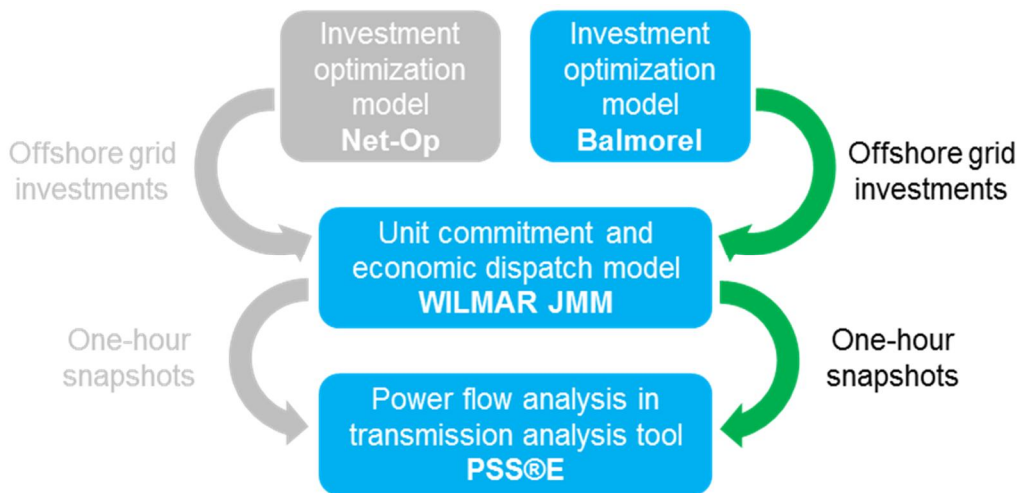 Investment
optimization
model
Net-Op
Investment
optimization
model
Balmorel
Offshore grid
investments
Offshore grid
investments
Unit commitment and
economic dispatch model
WILMAR JMM
One-hour
snapshots
One-hour
snapshots
Power flow analysis in
transmission analysis tool
PSS®E